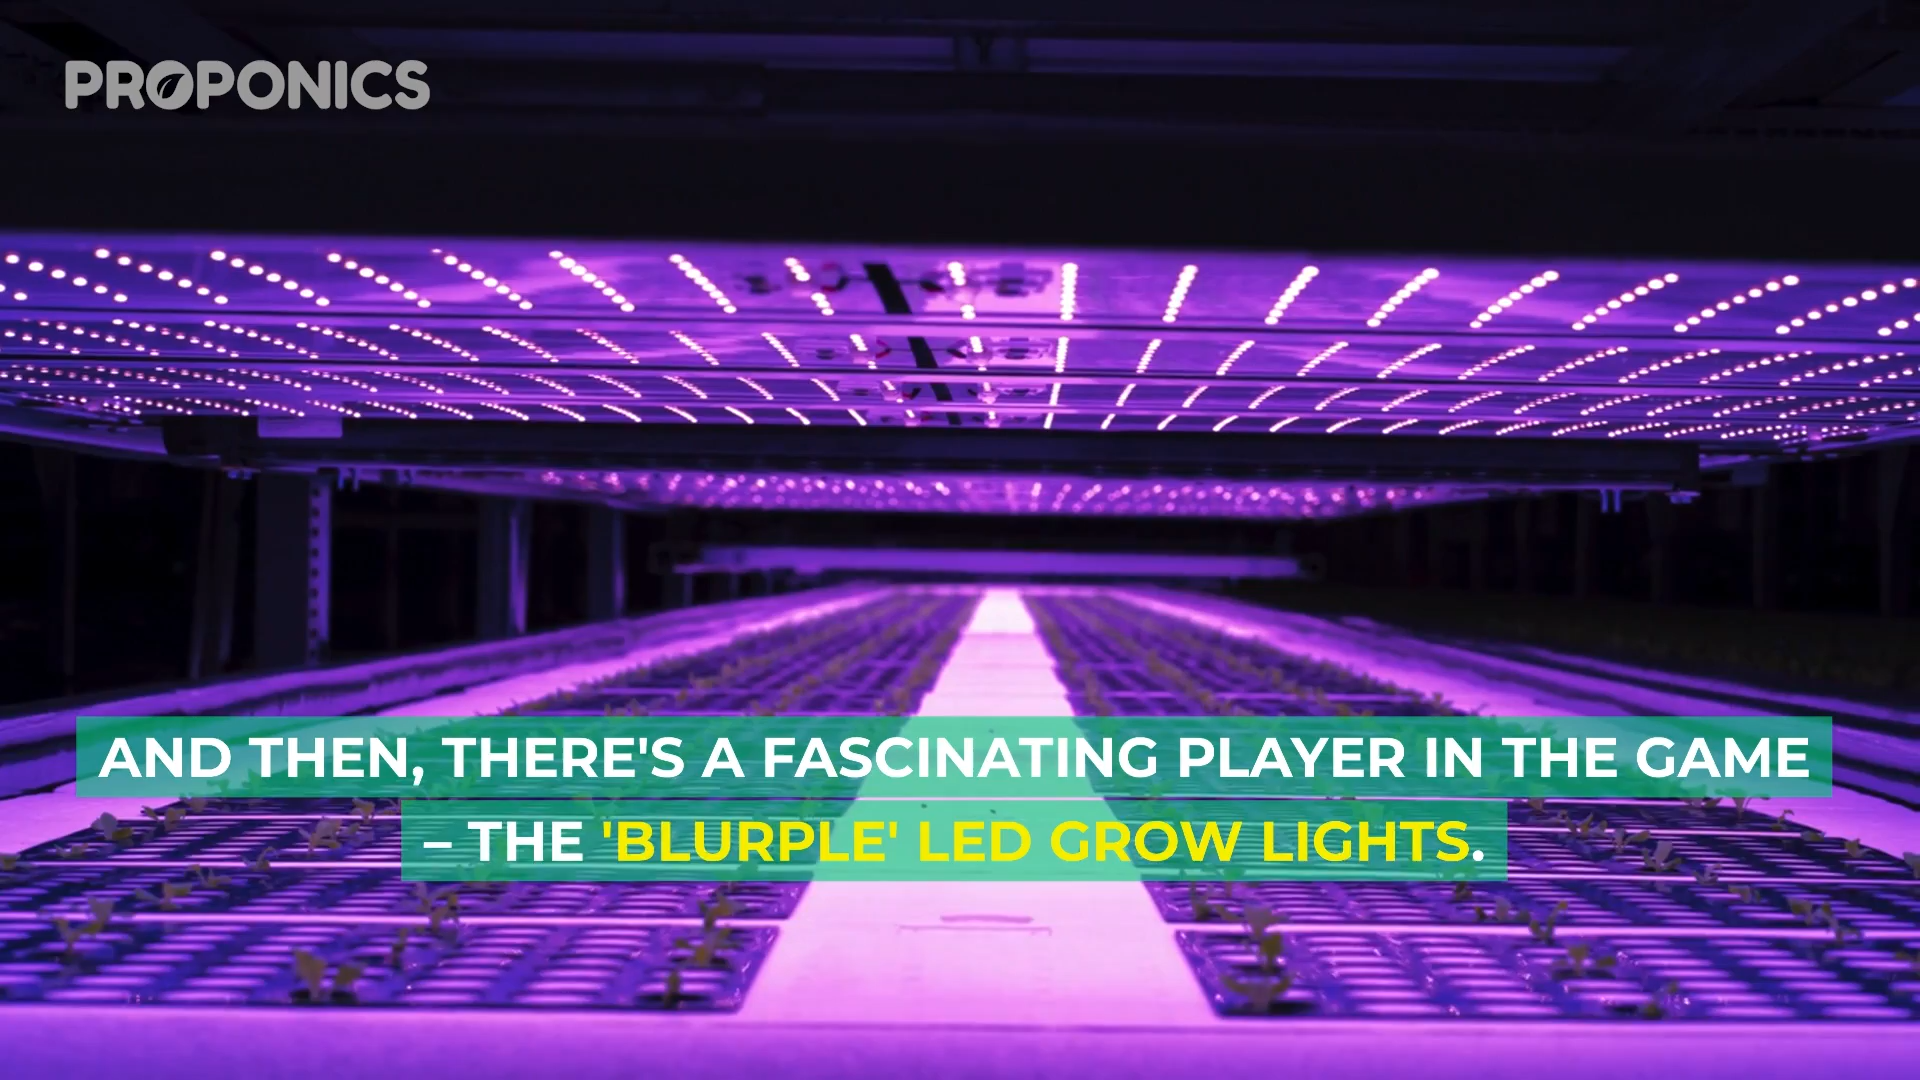 PROPONICS
AND THEN, THERE'S A FASCINATING PLAYER IN THE GAME
– THE 'BLURPLE' LED GROW LIGHTS.